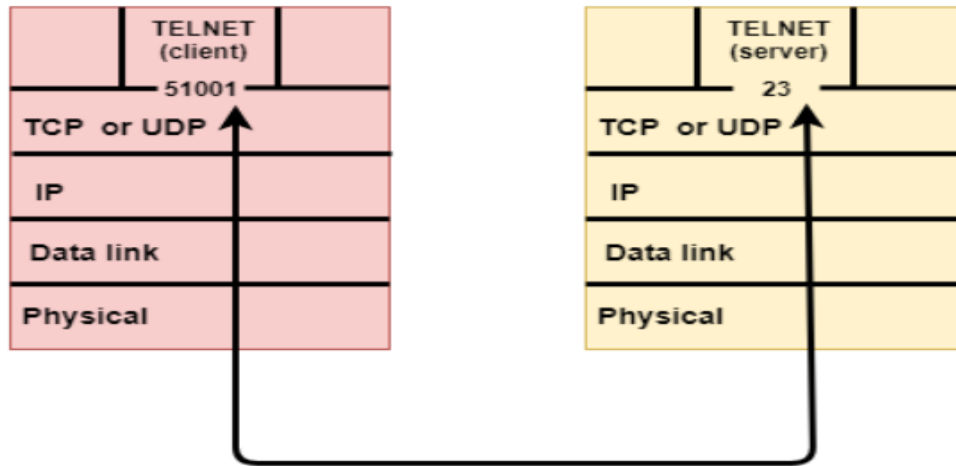 TELNET
(client)
51001
TCP or UDP
IP
Data link
Physical
TELNET
(server)
23
TCP or UDP
IP
Data link
Physical